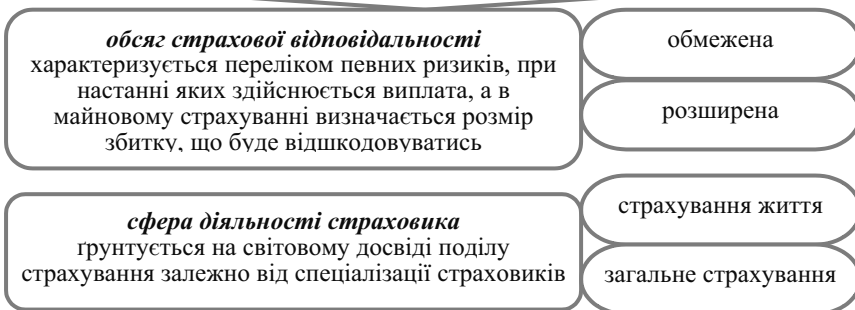 обсяг страхової відповідальності
характеризується переліком певних ризиків, при
настанні яких здійснюється виплата, а в
майновому страхуванні визначається розмір
збитку, що буде відшкодовуватись
обмежена
розширена
сфера діяльності страховика
ґрунтується на світовому досвіді поділу
страхування залежно від спеціалізації страховиків
страхування життя
загальне страхування